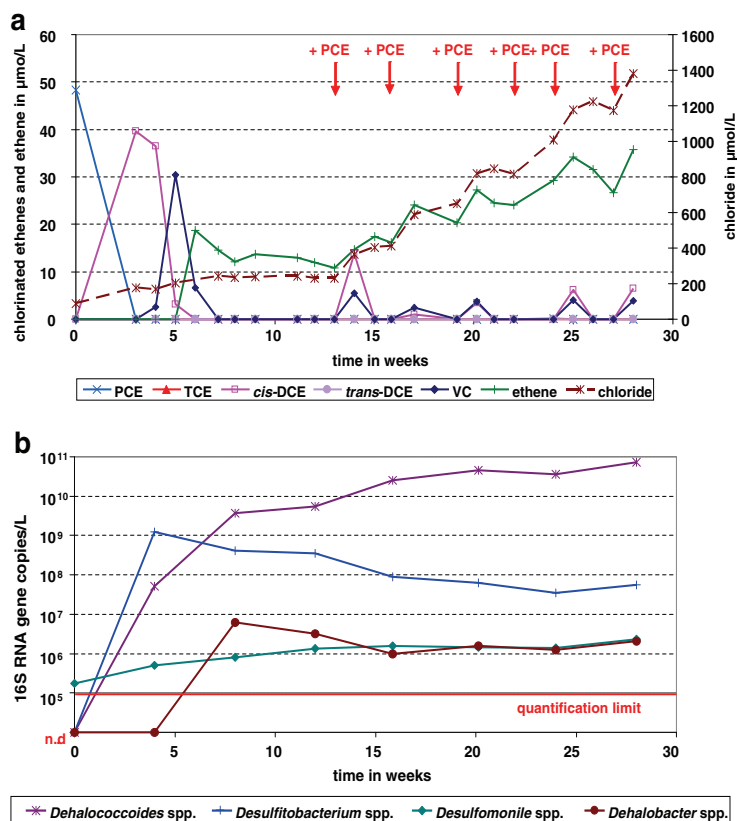 a
chlorinated ethenes and ethene in µmol/L
chloride in µmol/L
60
50
40
30
20
10
0
1600
1400
1200
1000
800
600
400
200
0
+ PCE + PCE + PCE + PCE+ PCE + PCE
0 5 10 15 20 25 30
time in weeks
PCE TCE cis-DCE trans-DCE VC ethene chloride
b
16S RNA gene copies/L
10¹¹
10¹⁰
10⁹
10⁸
10⁷
10⁶
10⁵
n.d
quantification limit
0 5 10 15 20 25 30
time in weeks
Dehalococcoides spp. Desulfitobacterium spp. Desulfomonile spp. Dehalobacter spp.